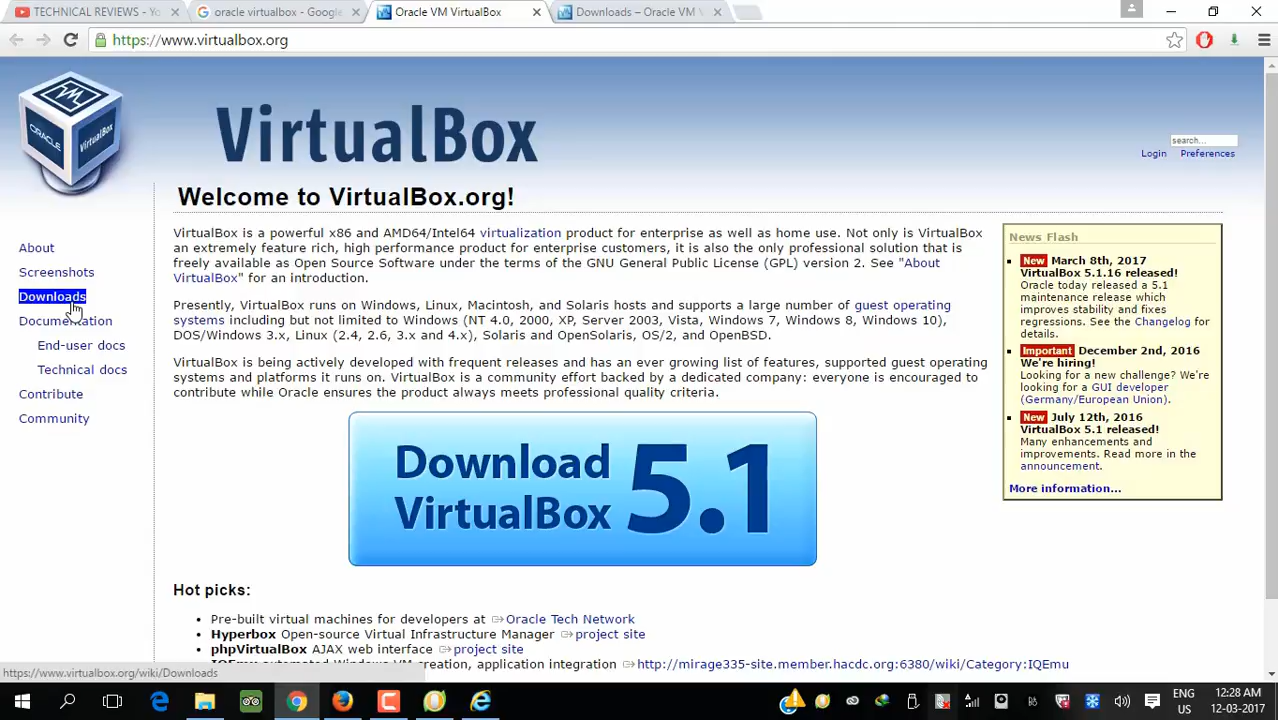 TECHNICAL REVIEWS - Y
oracle virtualbox - Google
Oracle VM VirtualBox
Downloads – Oracle VM V
https://www.virtualbox.org
ORACLE
VirtualBox
VirtualBox
search...
Login
Preferences
Welcome to VirtualBox.org!
About
Screenshots
Downloads
Documentation
End-user docs
Technical docs
Contribute
Community
VirtualBox is a powerful x86 and AMD64/Intel64 virtualization product for enterprise as well as home use. Not only is VirtualBox
an extremely feature rich, high performance product for enterprise customers, it is also the only professional solution that is
freely available as Open Source Software under the terms of the GNU General Public License (GPL) version 2. See "About
VirtualBox" for an introduction.
Presently, VirtualBox runs on Windows, Linux, Macintosh, and Solaris hosts and supports a large number of guest operating
systems including but not limited to Windows (NT 4.0, 2000, XP, Server 2003, Vista, Windows 7, Windows 8, Windows 10),
DOS/Windows 3.x, Linux (2.4, 2.6, 3.x and 4.x), Solaris and OpenSolaris, OS/2, and OpenBSD.
VirtualBox is being actively developed with frequent releases and has an ever growing list of features, supported guest operating
systems and platforms it runs on. VirtualBox is a community effort backed by a dedicated company: everyone is encouraged to
contribute while Oracle ensures the product always meets professional quality criteria.
Download
VirtualBox 5.1
Hot picks:
Pre-built virtual machines for developers at Oracle Tech Network
Hyperbox Open-source Virtual Infrastructure Manager project site
phpVirtualBox AJAX web interface project site
IQEmu automated Windows VM creation, application integration http://mirage335-site.member.hacdc.org:6380/wiki/Category:IQEmu
News Flash
New March 8th, 2017
VirtualBox 5.1.16 released!
Oracle today released a 5.1
maintenance release which
improves stability and fixes
regressions. See the Changelog for
details.
Important December 2nd, 2016
We're hiring!
Looking for a new challenge? We're
looking for a GUI developer
(Germany/European Union).
New July 12th, 2016
VirtualBox 5.1 released!
Many enhancements and
improvements. Read more in the
announcement.
More information...
https://www.virtualbox.org/wiki/Downloads
ENG
US
12:28 AM
12-03-2017